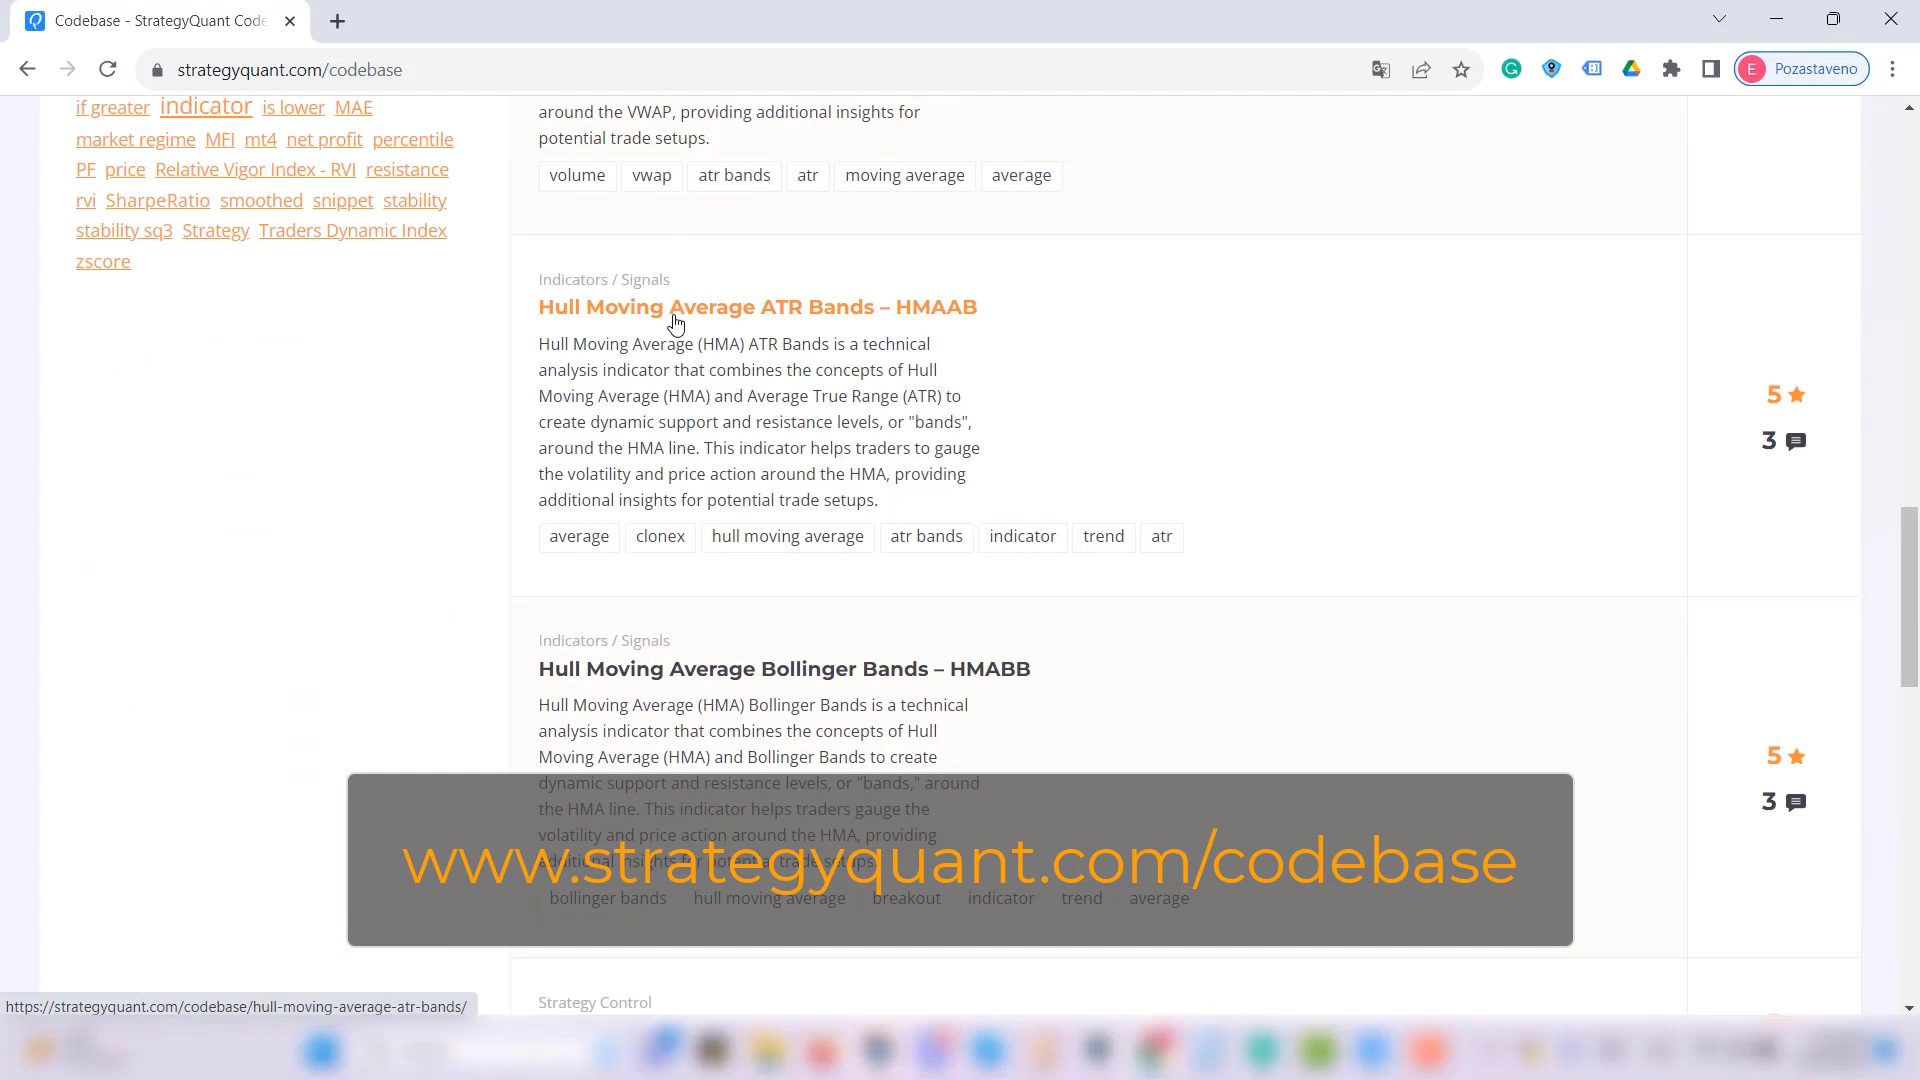 Codebase - StrategyQuant Code
strategyquant.com/codebase
E Pozastaveno
if greater indicator is lower MAE
market regime MFI mt4 net profit percentile
PF price Relative Vigor Index - RVI resistance
rvi SharpeRatio smoothed snippet stability
stability sq3 Strategy Traders Dynamic Index
zscore
around the VWAP, providing additional insights for
potential trade setups.
volume vwap atr bands atr moving average average
Indicators / Signals
Hull Moving Average ATR Bands – HMAAB
Hull Moving Average (HMA) ATR Bands is a technical
analysis indicator that combines the concepts of Hull
Moving Average (HMA) and Average True Range (ATR) to
create dynamic support and resistance levels, or "bands",
around the HMA line. This indicator helps traders to gauge
the volatility and price action around the HMA, providing
additional insights for potential trade setups.
average clonex hull moving average atr bands indicator trend atr
5
3
Indicators / Signals
Hull Moving Average Bollinger Bands – HMABB
Hull Moving Average (HMA) Bollinger Bands is a technical
analysis indicator that combines the concepts of Hull
Moving Average (HMA) and Bollinger Bands to create
dynamic support and resistance levels, or "bands," around
the HMA line. This indicator helps traders gauge the
volatility and price action around the HMA, providing
additional insights for potential trade setups.
bollinger bands hull moving average breakout indicator trend average
5
3
www.strategyquant.com/codebase
Strategy Control
https://strategyquant.com/codebase/hull-moving-average-atr-bands/